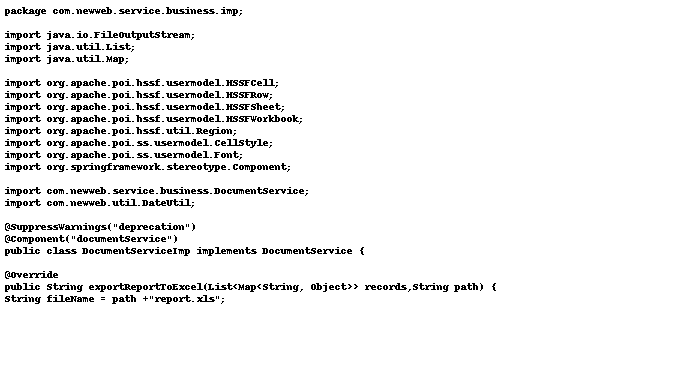 package com.newweb.service.business.imp;
import java.io.FileOutputStream;
import java.util.List;
import java.util.Map;
import org.apache.poi.hssf.usermodel.HSSFCell;
import org.apache.poi.hssf.usermodel.HSSFRow;
import org.apache.poi.hssf.usermodel.HSSFSheet;
import org.apache.poi.hssf.usermodel.HSSFWorkbook;
import org.apache.poi.hssf.util.Region;
import org.apache.poi.ss.usermodel.CellStyle;
import org.apache.poi.ss.usermodel.Font;
import org.springframework.stereotype.Component;
import com.newweb.service.business.DocumentService;
import com.newweb.util.DateUtil;
@SuppressWarnings("deprecation")
@Component("documentService")
public class DocumentServiceImp implements DocumentService {
@Override
public String exportReportToExcel(List<Map<String, Object>> records,String path) {
String fileName = path +"report.xls";